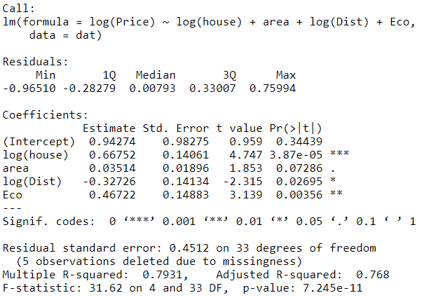 Call:
lm(formula = log(Price) ~ log(house) + area + log(Dist) + Eco,
    data = dat)

Residuals:
     Min       1Q   Median       3Q      Max
-0.96510 -0.28279  0.00793  0.33007  0.75994

Coefficients:
            Estimate Std. Error t value Pr(>|t|)
(Intercept)  0.94274    0.98275   0.959  0.34439
log(house)   0.66752    0.14061   4.747 3.87e-05 ***
area         0.03514    0.01896   1.853  0.07286 .
log(Dist)   -0.32726    0.14134  -2.315  0.02695 *
Eco          0.46722    0.14883   3.139  0.00356 **
---
Signif. codes:  0 ‘***’ 0.001 ‘**’ 0.01 ‘*’ 0.05 ‘.’ 0.1 ‘ ’ 1

Residual standard error: 0.4512 on 33 degrees of freedom
  (5 observations deleted due to missingness)
Multiple R-squared:  0.7931,    Adjusted R-squared:  0.768
F-statistic: 31.62 on 4 and 33 DF,  p-value: 7.245e-11